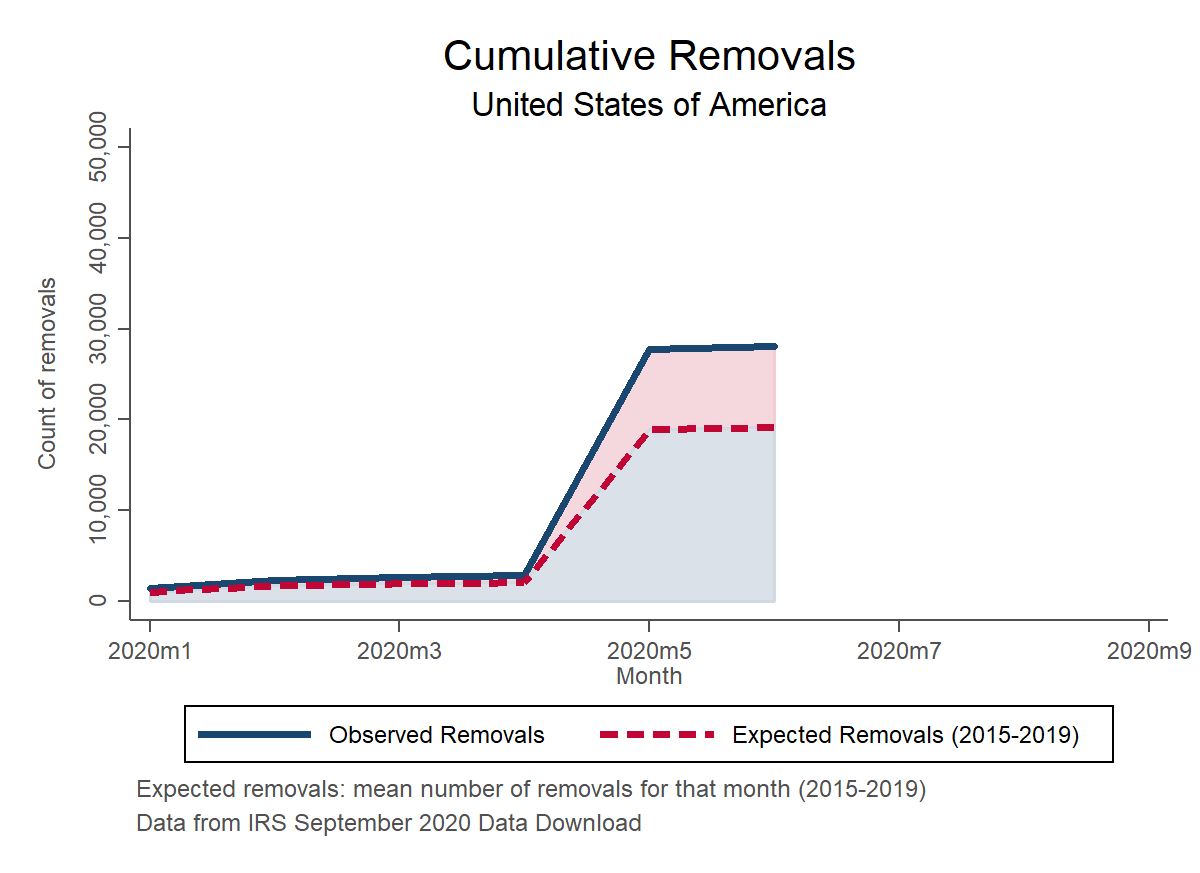 Cumulative Removals
United States of America
50,000
40,000
30,000
20,000
10,000
0
Count of removals
2020m1 2020m3 2020m5 2020m7 2020m9
Month
Observed Removals Expected Removals (2015-2019)
Expected removals: mean number of removals for that month (2015-2019)
Data from IRS September 2020 Data Download